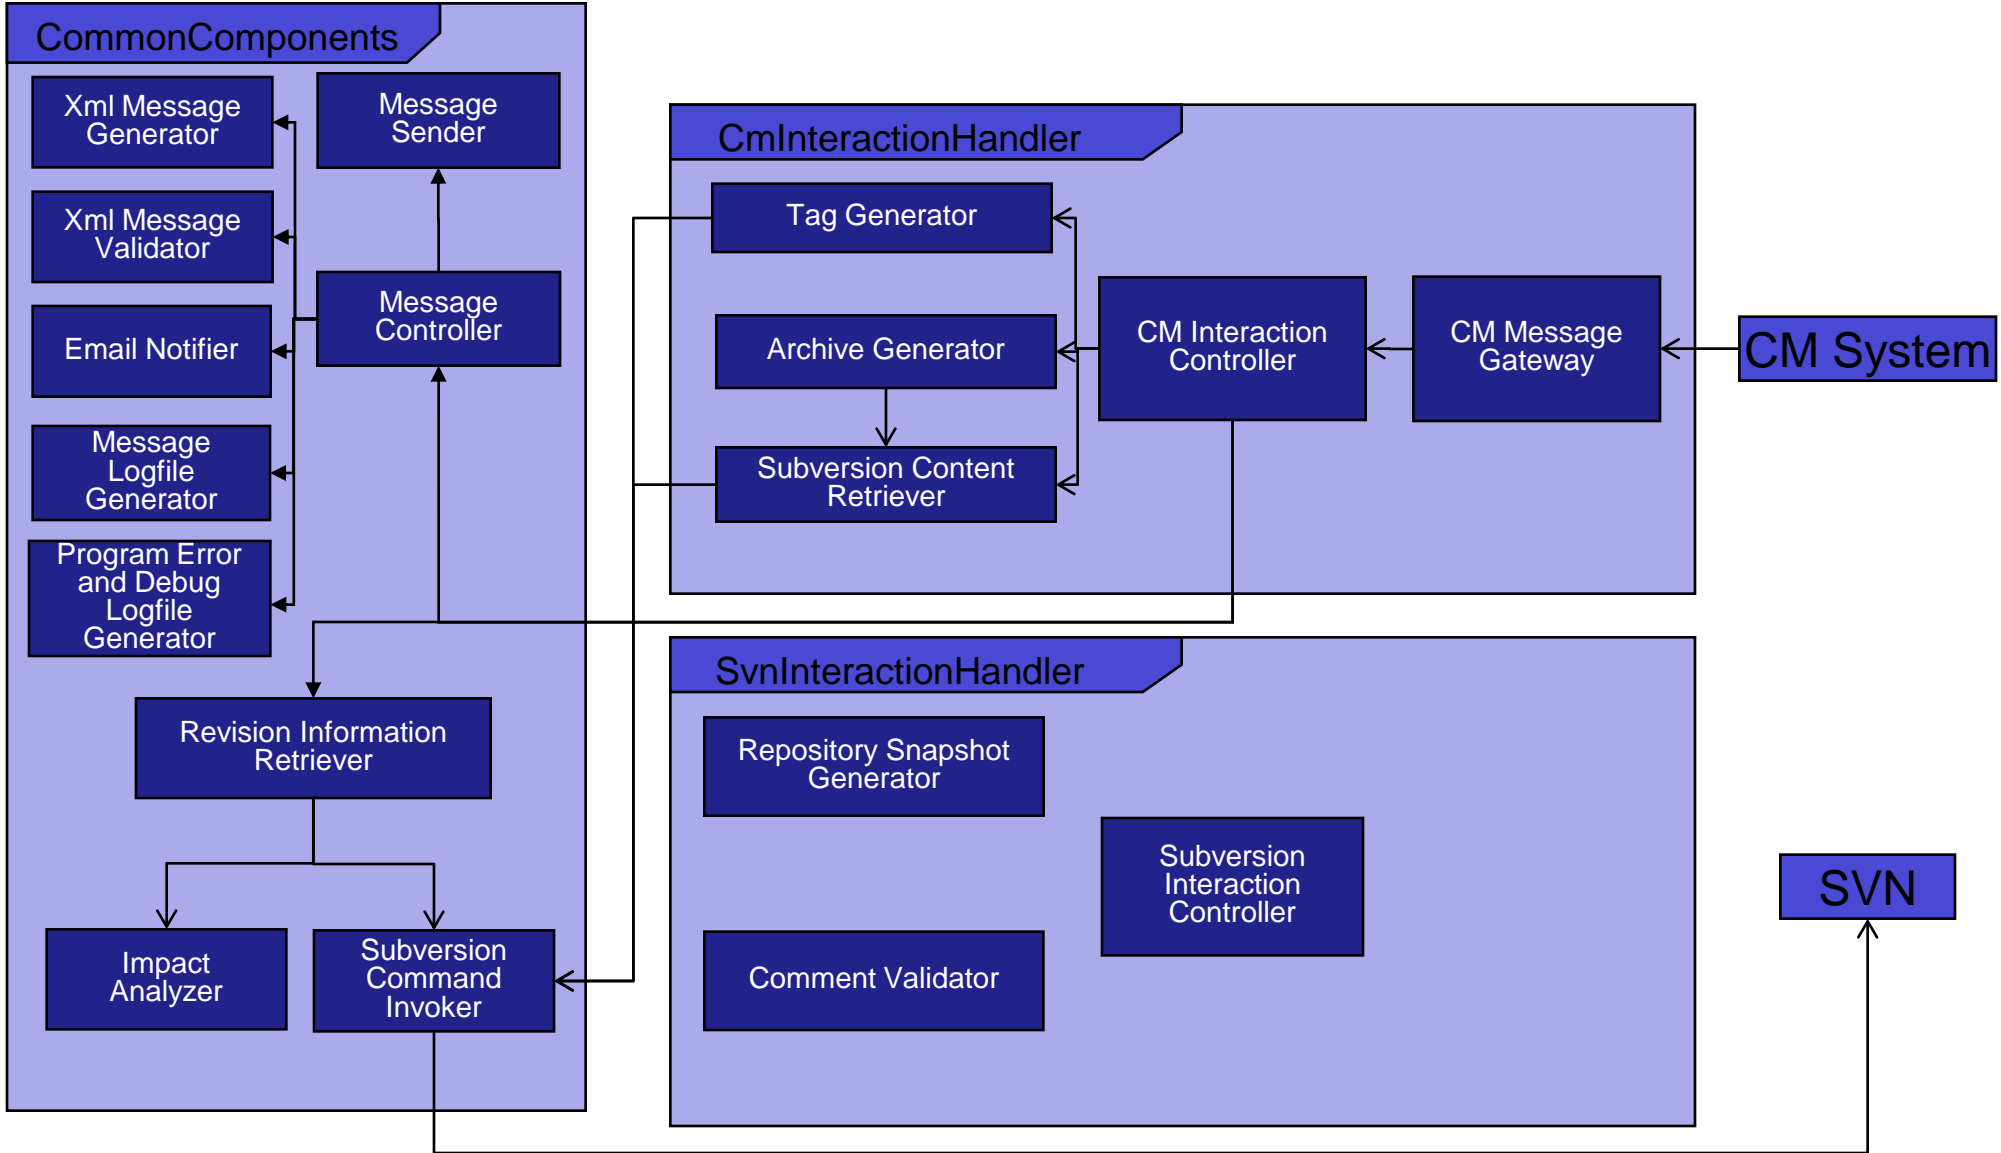 CommonComponents
Xml Message
Generator
Message
Sender
Xml Message
Validator
Message
Controller
Email Notifier
Message
Logfile
Generator
Program Error
and Debug
Logfile
Generator
Revision Information
Retriever
Impact
Analyzer
Subversion
Command
Invoker
CmInteractionHandler
Tag Generator
Archive Generator
Subversion Content
Retriever
CM Interaction
Controller
CM Message
Gateway
CM System
SvnInteractionHandler
Repository Snapshot
Generator
Subversion
Interaction
Controller
Comment Validator
SVN